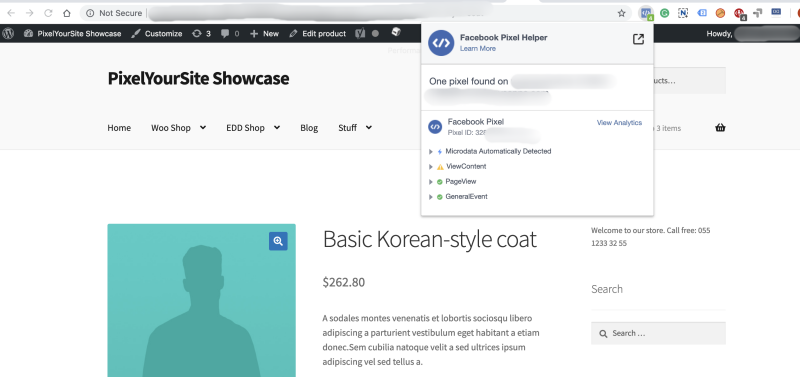 Not Secure
PixelYourSite Showcase Customize 3 0 New Edit product Howdy,
Facebook Pixel Helper
Learn More
PixelYourSite Showcase
One pixel found on
ucts…
Facebook Pixel
View Analytics
Pixel ID: 32
Home Woo Shop EDD Shop Blog Stuff
3 items
Microdata Automatically Detected
ViewContent
PageView
GeneralEvent
Basic Korean-style coat
$262.80
A sodales montes venenatis et lobortis sociosqu libero
adipiscing a parturient vestibulum eget habitant a etiam
donec.Sem cubilia natoque velit a sed ultrices ipsum
adipiscing vel sed tellus a.
Welcome to our store. Call free: 055
1233 32 55
Search
Search …